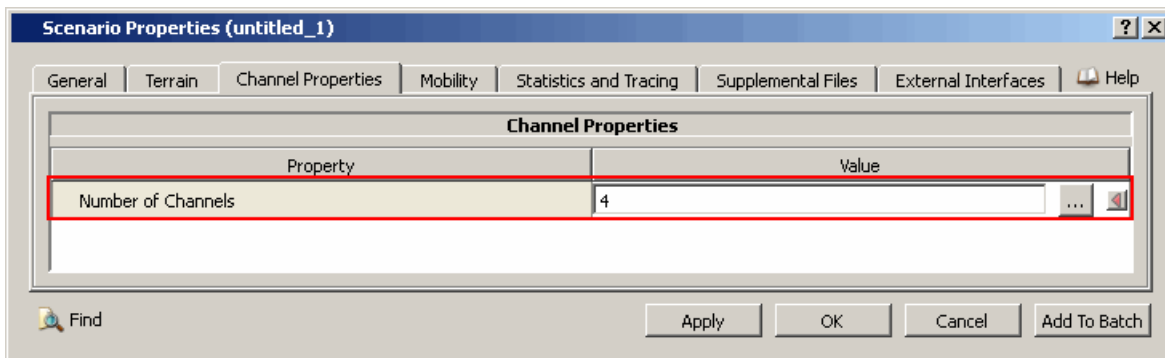 Scenario Properties (untitled_1) ? X
General Terrain Channel Properties Mobility Statistics and Tracing Supplemental Files External Interfaces Help
Channel Properties
Property Value
Number of Channels 4 ...
Find Apply OK Cancel Add To Batch